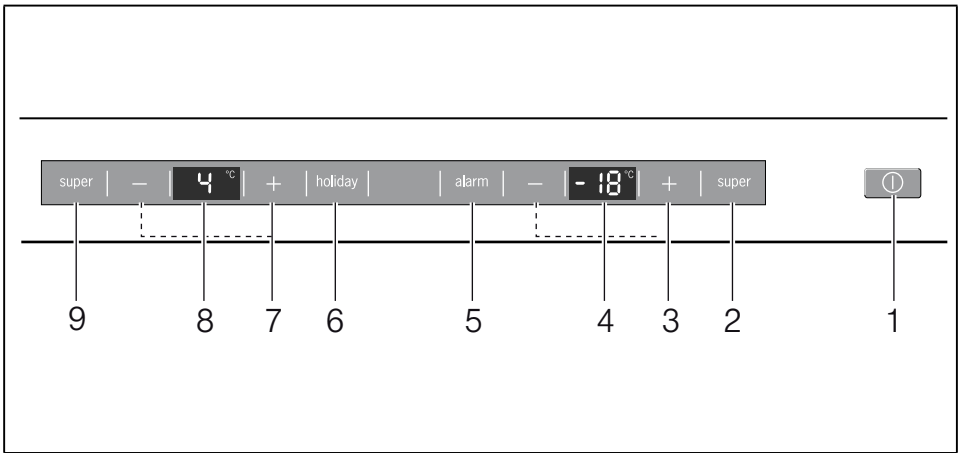 super | — | 4 °C | + | holiday | alarm | — | -18 °C | + | super
9 8 7 6 5 4 3 2 1